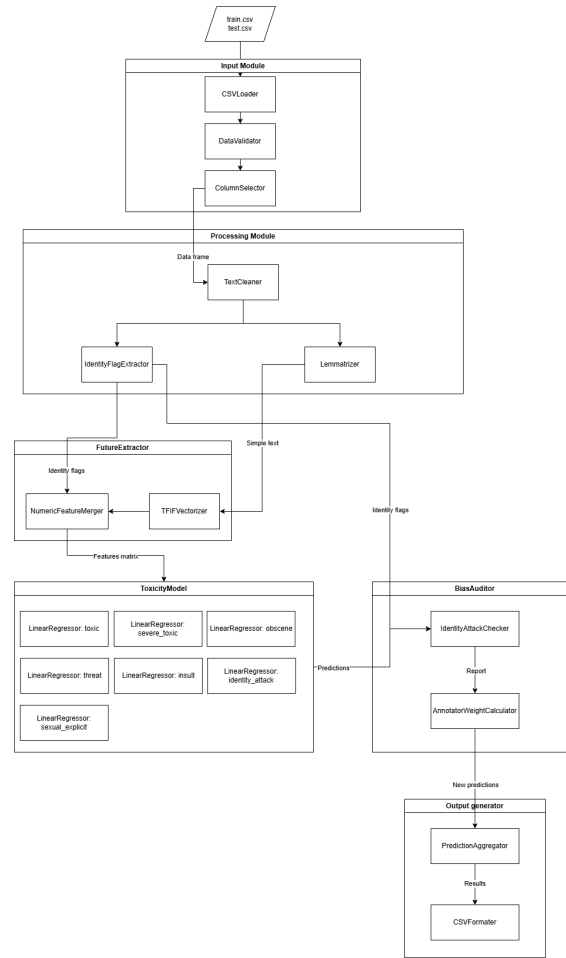 train.csv
test.csv
Input Module
CSVLoader
DataValidator
ColumnSelector
Processing Module
Data frame
TextCleaner
IdentityFlagExtractor
Lemmatrizer
FutureExtractor
Simple text
Identity flags
NumericFeatureMerger
TFIFVectorizer
Identity flags
Features matrix
ToxicityModel
LinearRegressor: toxic
LinearRegressor:
severe_toxic
LinearRegressor: obscene
LinearRegressor: threat
LinearRegressor: insult
LinearRegressor:
identity_attack
LinearRegressor:
sexual_explicit
Predictions
BiasAuditor
IdentityAttackChecker
Report
AnnotatorWeightCalculator
New predictions
Output generator
PredictionAggregator
Results
CSVFormater